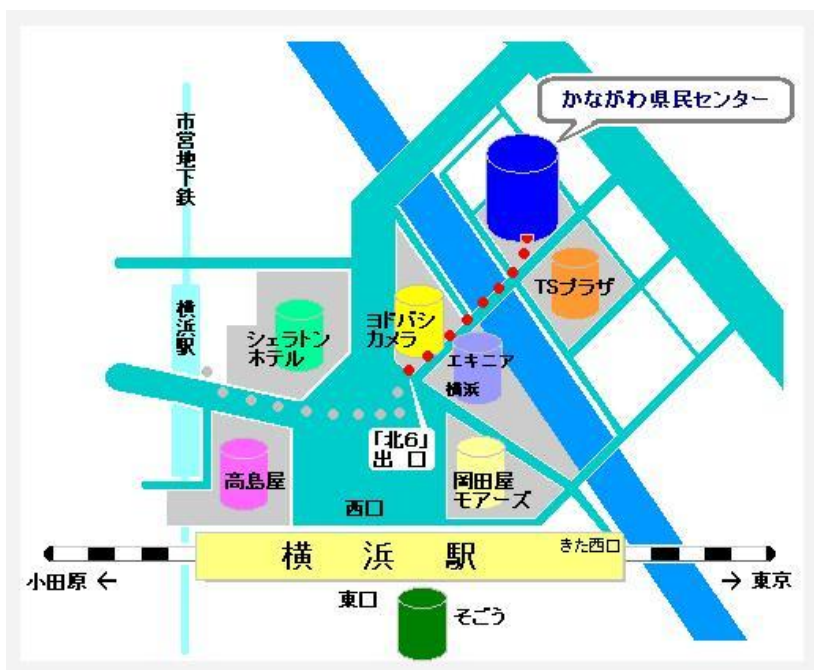 かながわ県民センター
市営地下鉄
横浜駅
TSプラザ
ヨドバシ
カメラ
シェラトン
ホテル
エキニア
横浜
「北6」
出口
高島屋
岡田屋
モアーズ
西口
横浜駅
きた西口
小田原 ←
→ 東京
東口
そごう